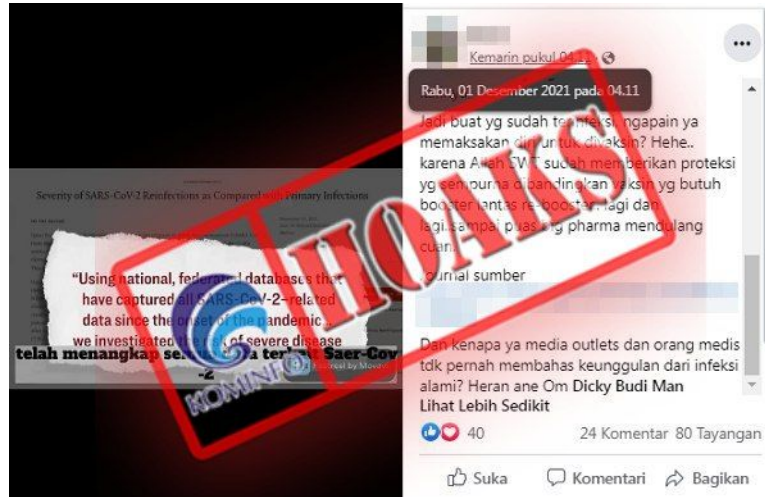 Severity of SARS-CoV-2 Reinfections as Compared with Primary Infections
"Using national, federated databases that
have captured all SARS-CoV-2-related
data since the onset of the pandemic...
we investigated the risk of severe disease
telah menangkap terkait Saer-Cov
-2
KOMINFO
HOAKS
Kemarin pukul 04.11
Rabu, 01 Desember 2021 pada 04.11
Jadi buat yg sudah terinfeksi, ngapain ya
memaksakan diri untuk divaksin? Hehe..
karena Allah SWT sudah memberikan proteksi
yg sempurna dibandingkan vaksin yg butuh
booster lantas re-booster. lagi dan
lagi..sampai puas big pharma mendulang
cuan.
Journal sumber
Dan kenapa ya media outlets dan orang medis
tdk pernah membahas keunggulan dari infeksi
alami? Heran ane Om Dicky Budi Man
Lihat Lebih Sedikit
40
24 Komentar 80 Tayangan
Suka Komentari Bagikan